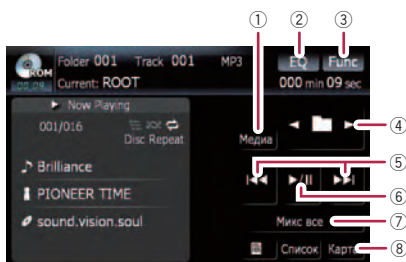 ① ② ③
Folder 001 Track 001 MP3 EQ Func
ROM
00.09 Current: ROOT 000 min 09 sec
Now Playing
001/016
Disc Repeat
Медиа
④
Brilliance
⑤
PIONEER TIME
⑥
sound.vision.soul
Микс все ⑦
Список Карта ⑧